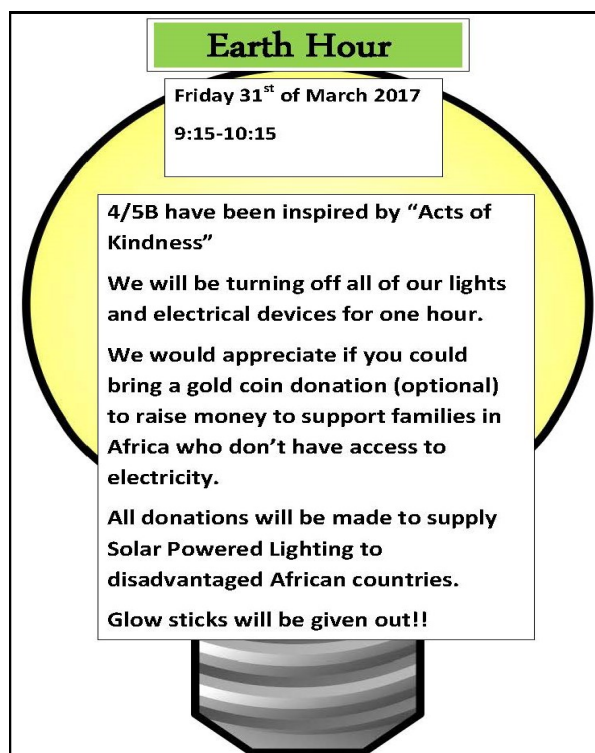 Earth Hour
Friday 31st of March 2017
9:15-10:15
4/5B have been inspired by “Acts of
Kindness”
We will be turning off all of our lights
and electrical devices for one hour.
We would appreciate if you could
bring a gold coin donation (optional)
to raise money to support families in
Africa who don’t have access to
electricity.
All donations will be made to supply
Solar Powered Lighting to
disadvantaged African countries.
Glow sticks will be given out!!